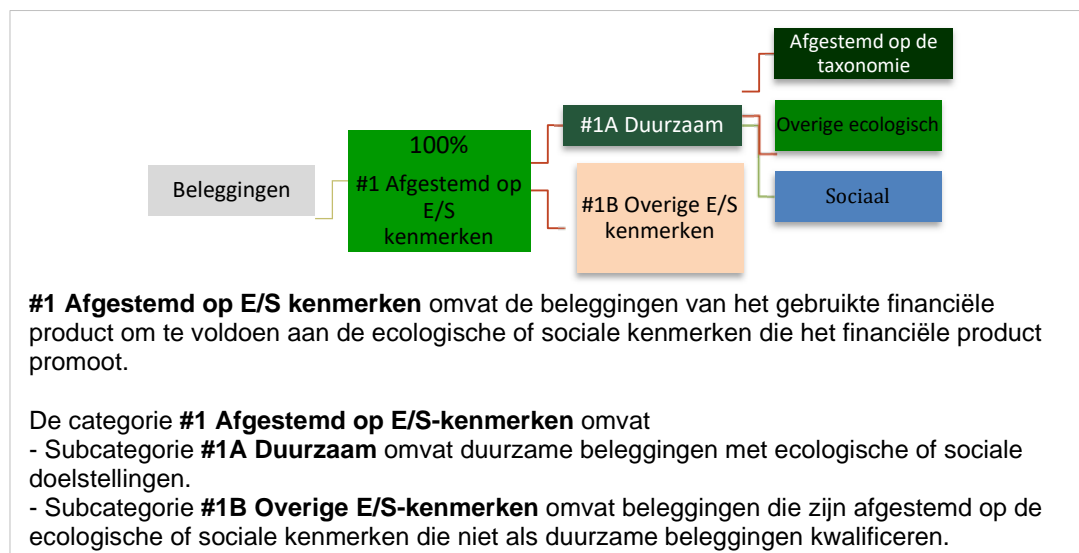 Afgestemd op de
taxonomie
#1A Duurzaam
Overige ecologisch
100%
Beleggingen
#1 Afgestemd op
E/S
kenmerken
#1B Overige E/S
kenmerken
Sociaal
#1 Afgestemd op E/S kenmerken omvat de beleggingen van het gebruikte financiële
product om te voldoen aan de ecologische of sociale kenmerken die het financiële product
promoot.
De categorie #1 Afgestemd op E/S-kenmerken omvat
- Subcategorie #1A Duurzaam omvat duurzame beleggingen met ecologische of sociale
doelstellingen.
- Subcategorie #1B Overige E/S-kenmerken omvat beleggingen die zijn afgestemd op de
ecologische of sociale kenmerken die niet als duurzame beleggingen kwalificeren.